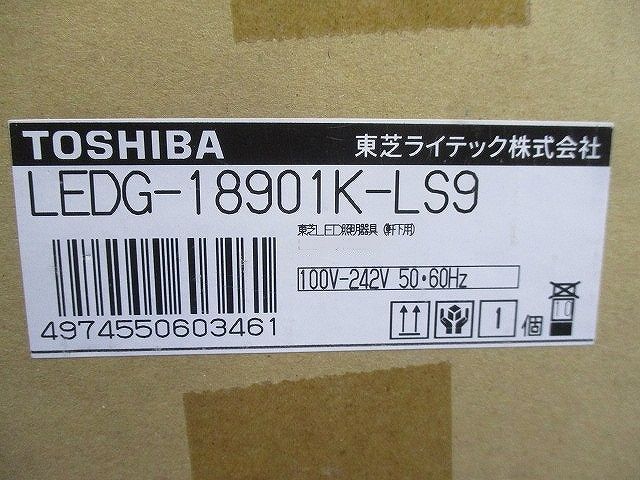 TOSHIBA 東芝ライテック株式会社
LEDG-18901K-LS9
東芝LED照明器具 (軒下用)
100V-242V 50・60Hz
4974550603461
1 個 10